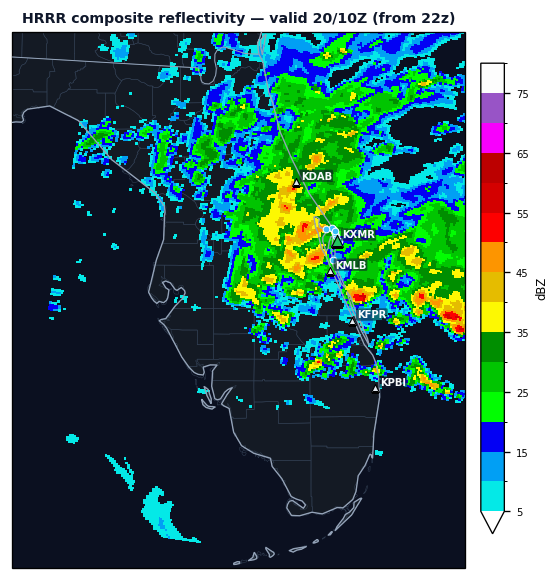 HRRR composite reflectivity — valid 20/10Z (from 22z)
KDAB
KXMR
KMLB
KFPR
KPBI
75
65
55
45
35
25
15
5
dBZ